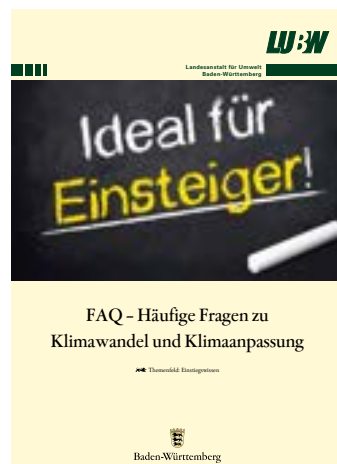 LUBW
Landesanstalt für Umwelt
Baden-Württemberg
Ideal für
Einsteiger!
FAQ – Häufige Fragen zu
Klimawandel und Klimaanpassung
Themenfeld: Einstiegswissen
Baden-Württemberg